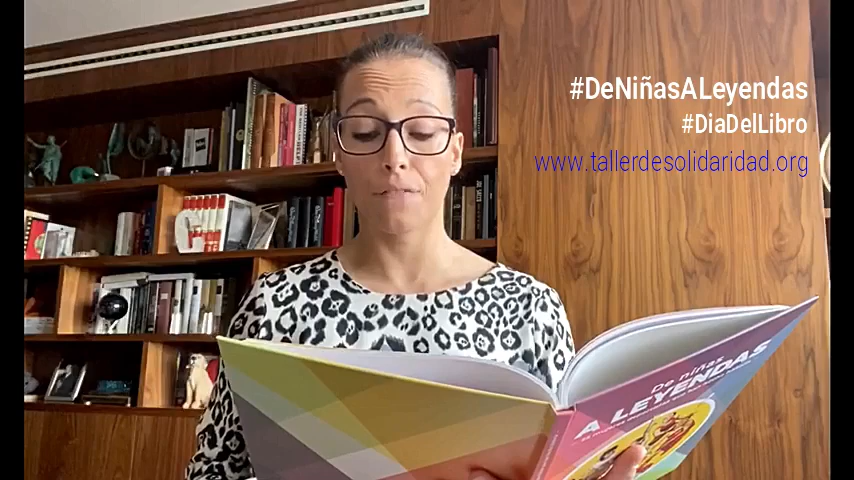 #DeNiñasALeyendas
#DiaDelLibro
www.tallerdesolidaridad.org
De niñas
A LEYENDAS